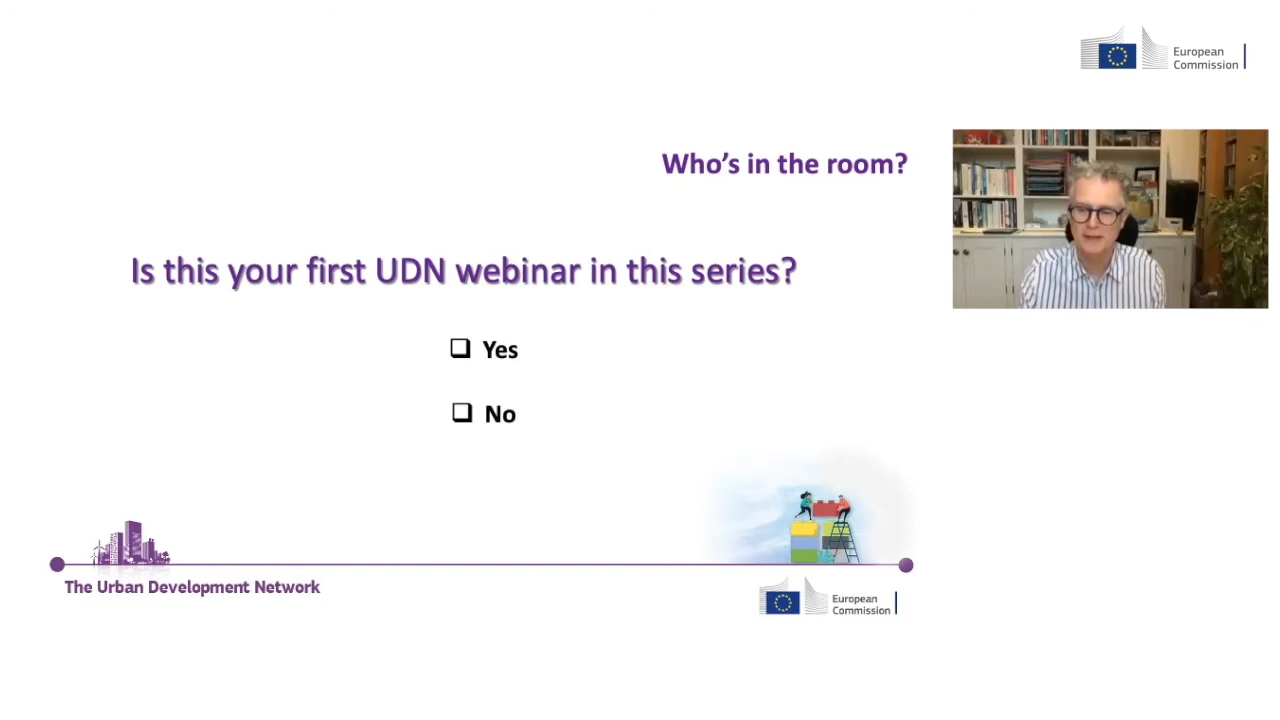 European
Commission
Who's in the room?
Is this your first UDN webinar in this series?
Yes
No
The Urban Development Network
European
Commission